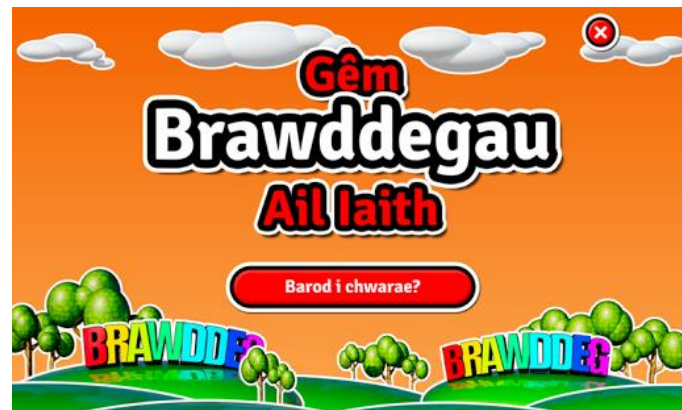 Gêm
Brawddegau
Ail Iaith
Barod i chwarae?
BRAWDDEG
BRAWDDEG